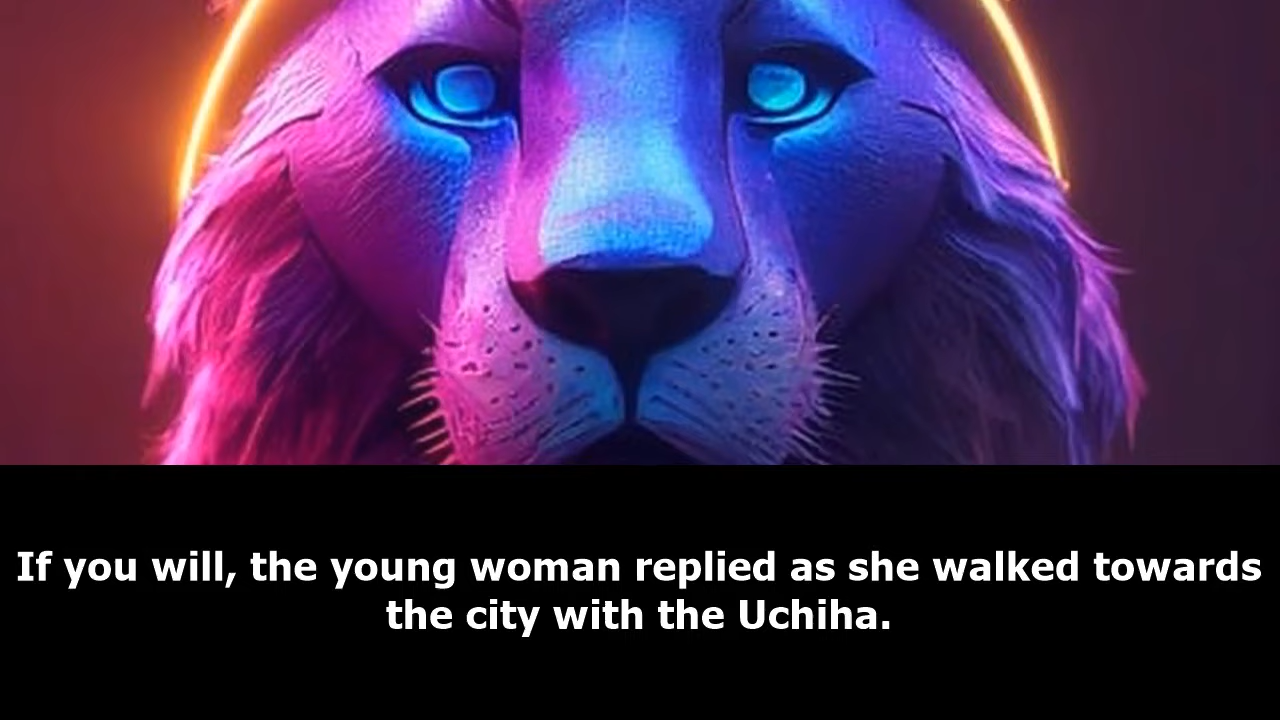 If you will, the young woman replied as she walked towards
the city with the Uchiha.